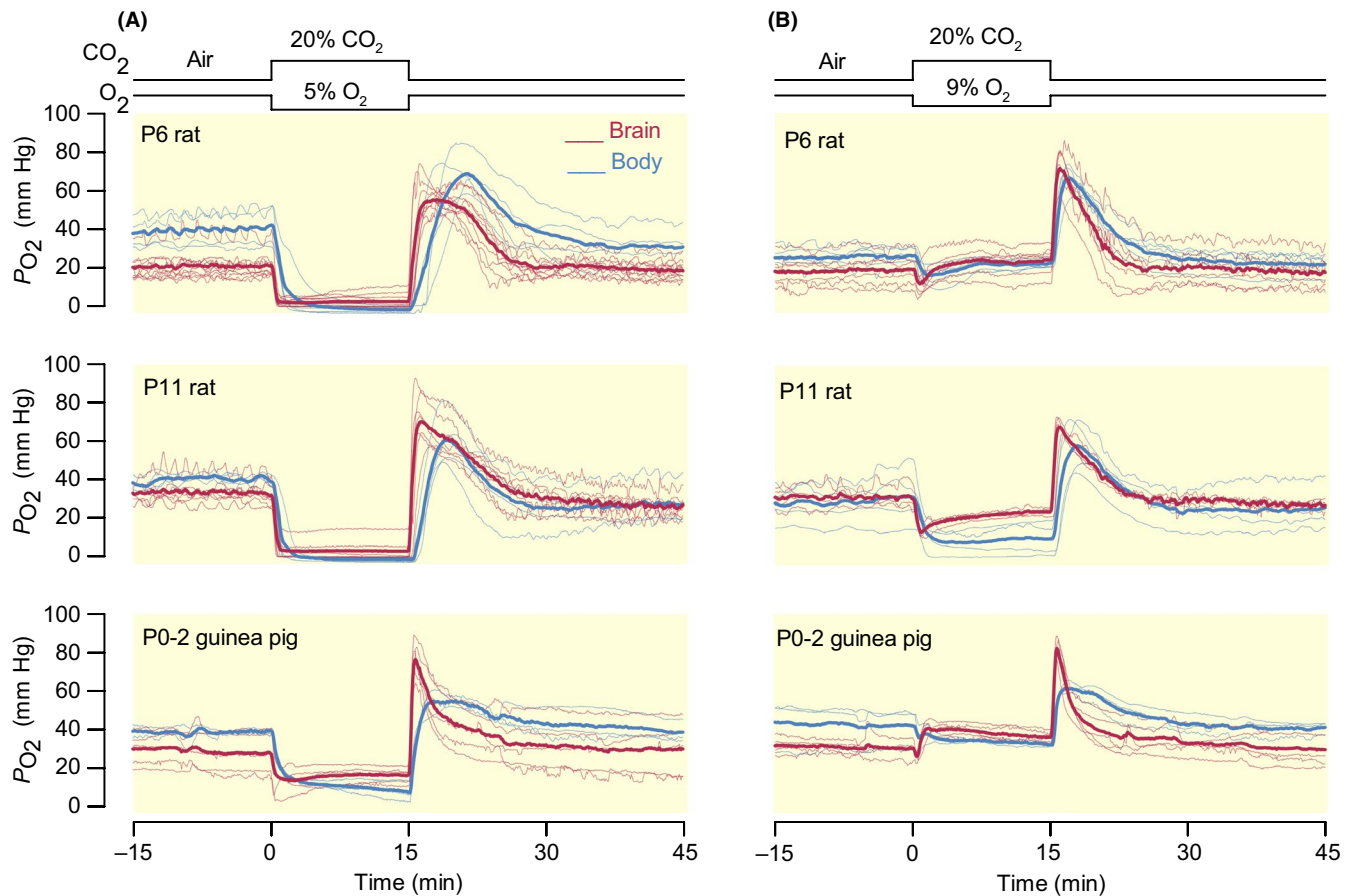 (A)
20% CO2
CO2
Air
O2
5% O2
(B)
20% CO2
Air
9% O2
100
80
60
40
20
0
PO2 (mm Hg)
P6 rat
Brain
Body
P6 rat
100
80
60
40
20
0
PO2 (mm Hg)
P11 rat
P11 rat
100
80
60
40
20
0
PO2 (mm Hg)
P0-2 guinea pig
P0-2 guinea pig
–15 0 15 30 45
Time (min)
–15 0 15 30 45
Time (min)